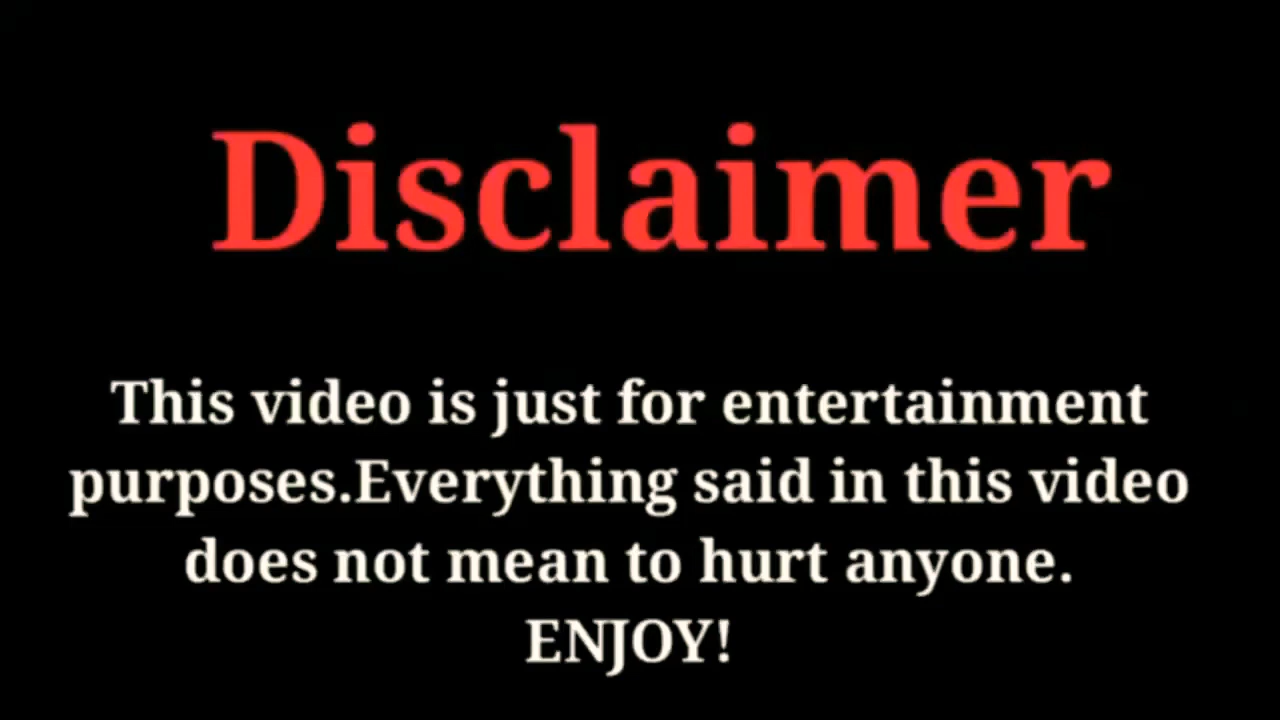 Disclaimer
This video is just for entertainment
purposes.Everything said in this video
does not mean to hurt anyone.
ENJOY!